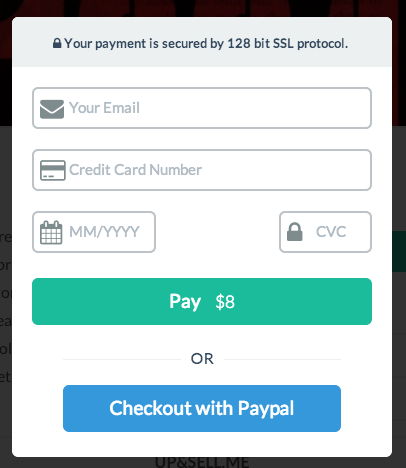 Your payment is secured by 128 bit SSL protocol.
Your Email
Credit Card Number
MM/YYYY
CVC
Pay $8
OR
Checkout with Paypal
UP&SELL.ME